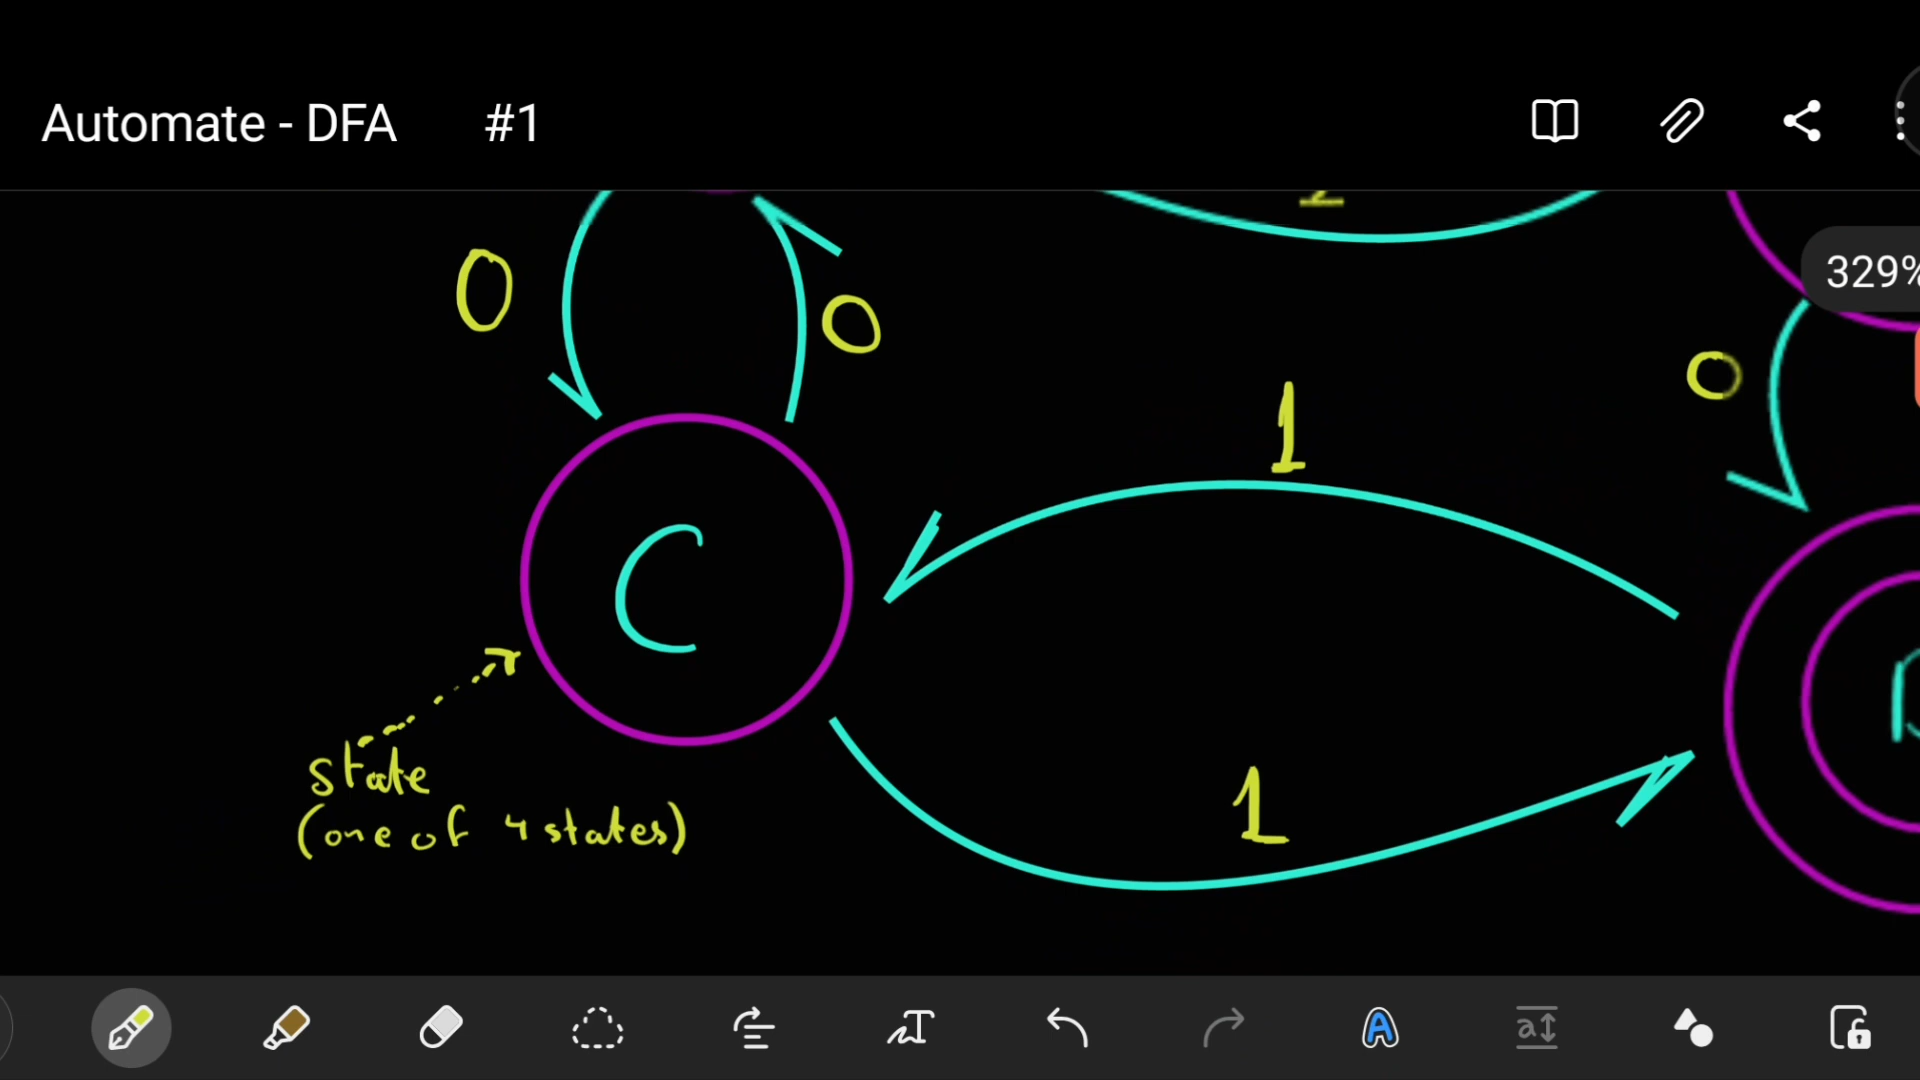 Automate - DFA #1
329%
0
0
0
1
C
1
state
(one of 4 states)